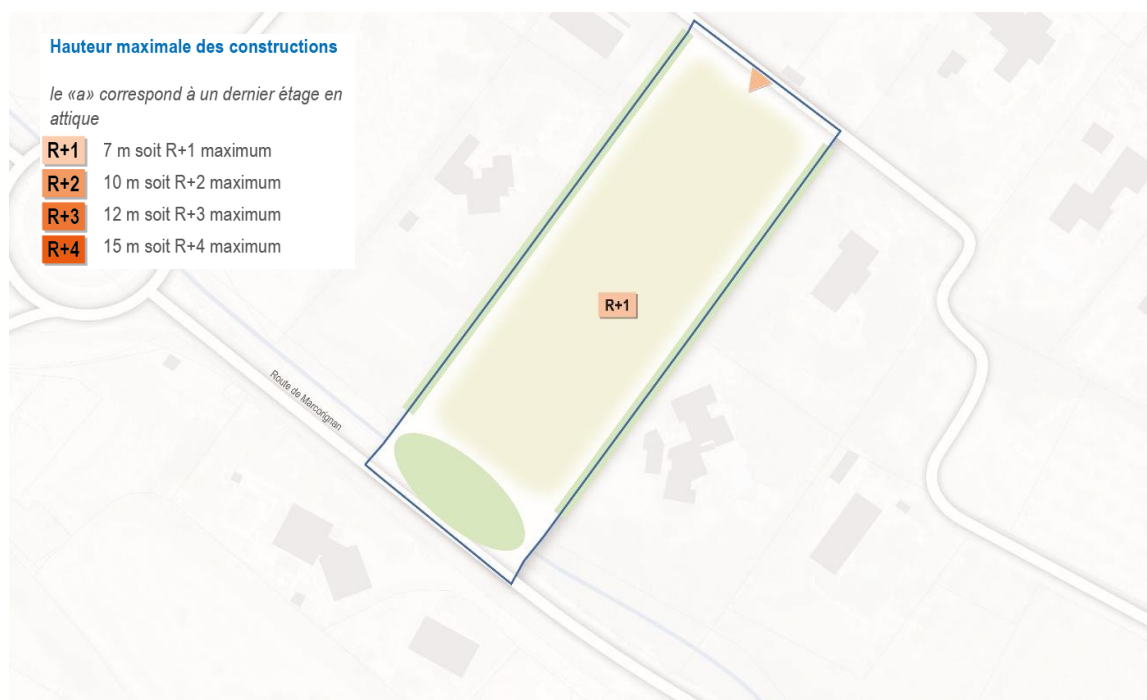 Hauteur maximale des constructions
le «a» correspond à un dernier étage en
attique
R+1 7 m soit R+1 maximum
R+2 10 m soit R+2 maximum
R+3 12 m soit R+3 maximum
R+4 15 m soit R+4 maximum
R+1
Route de Marcorignan